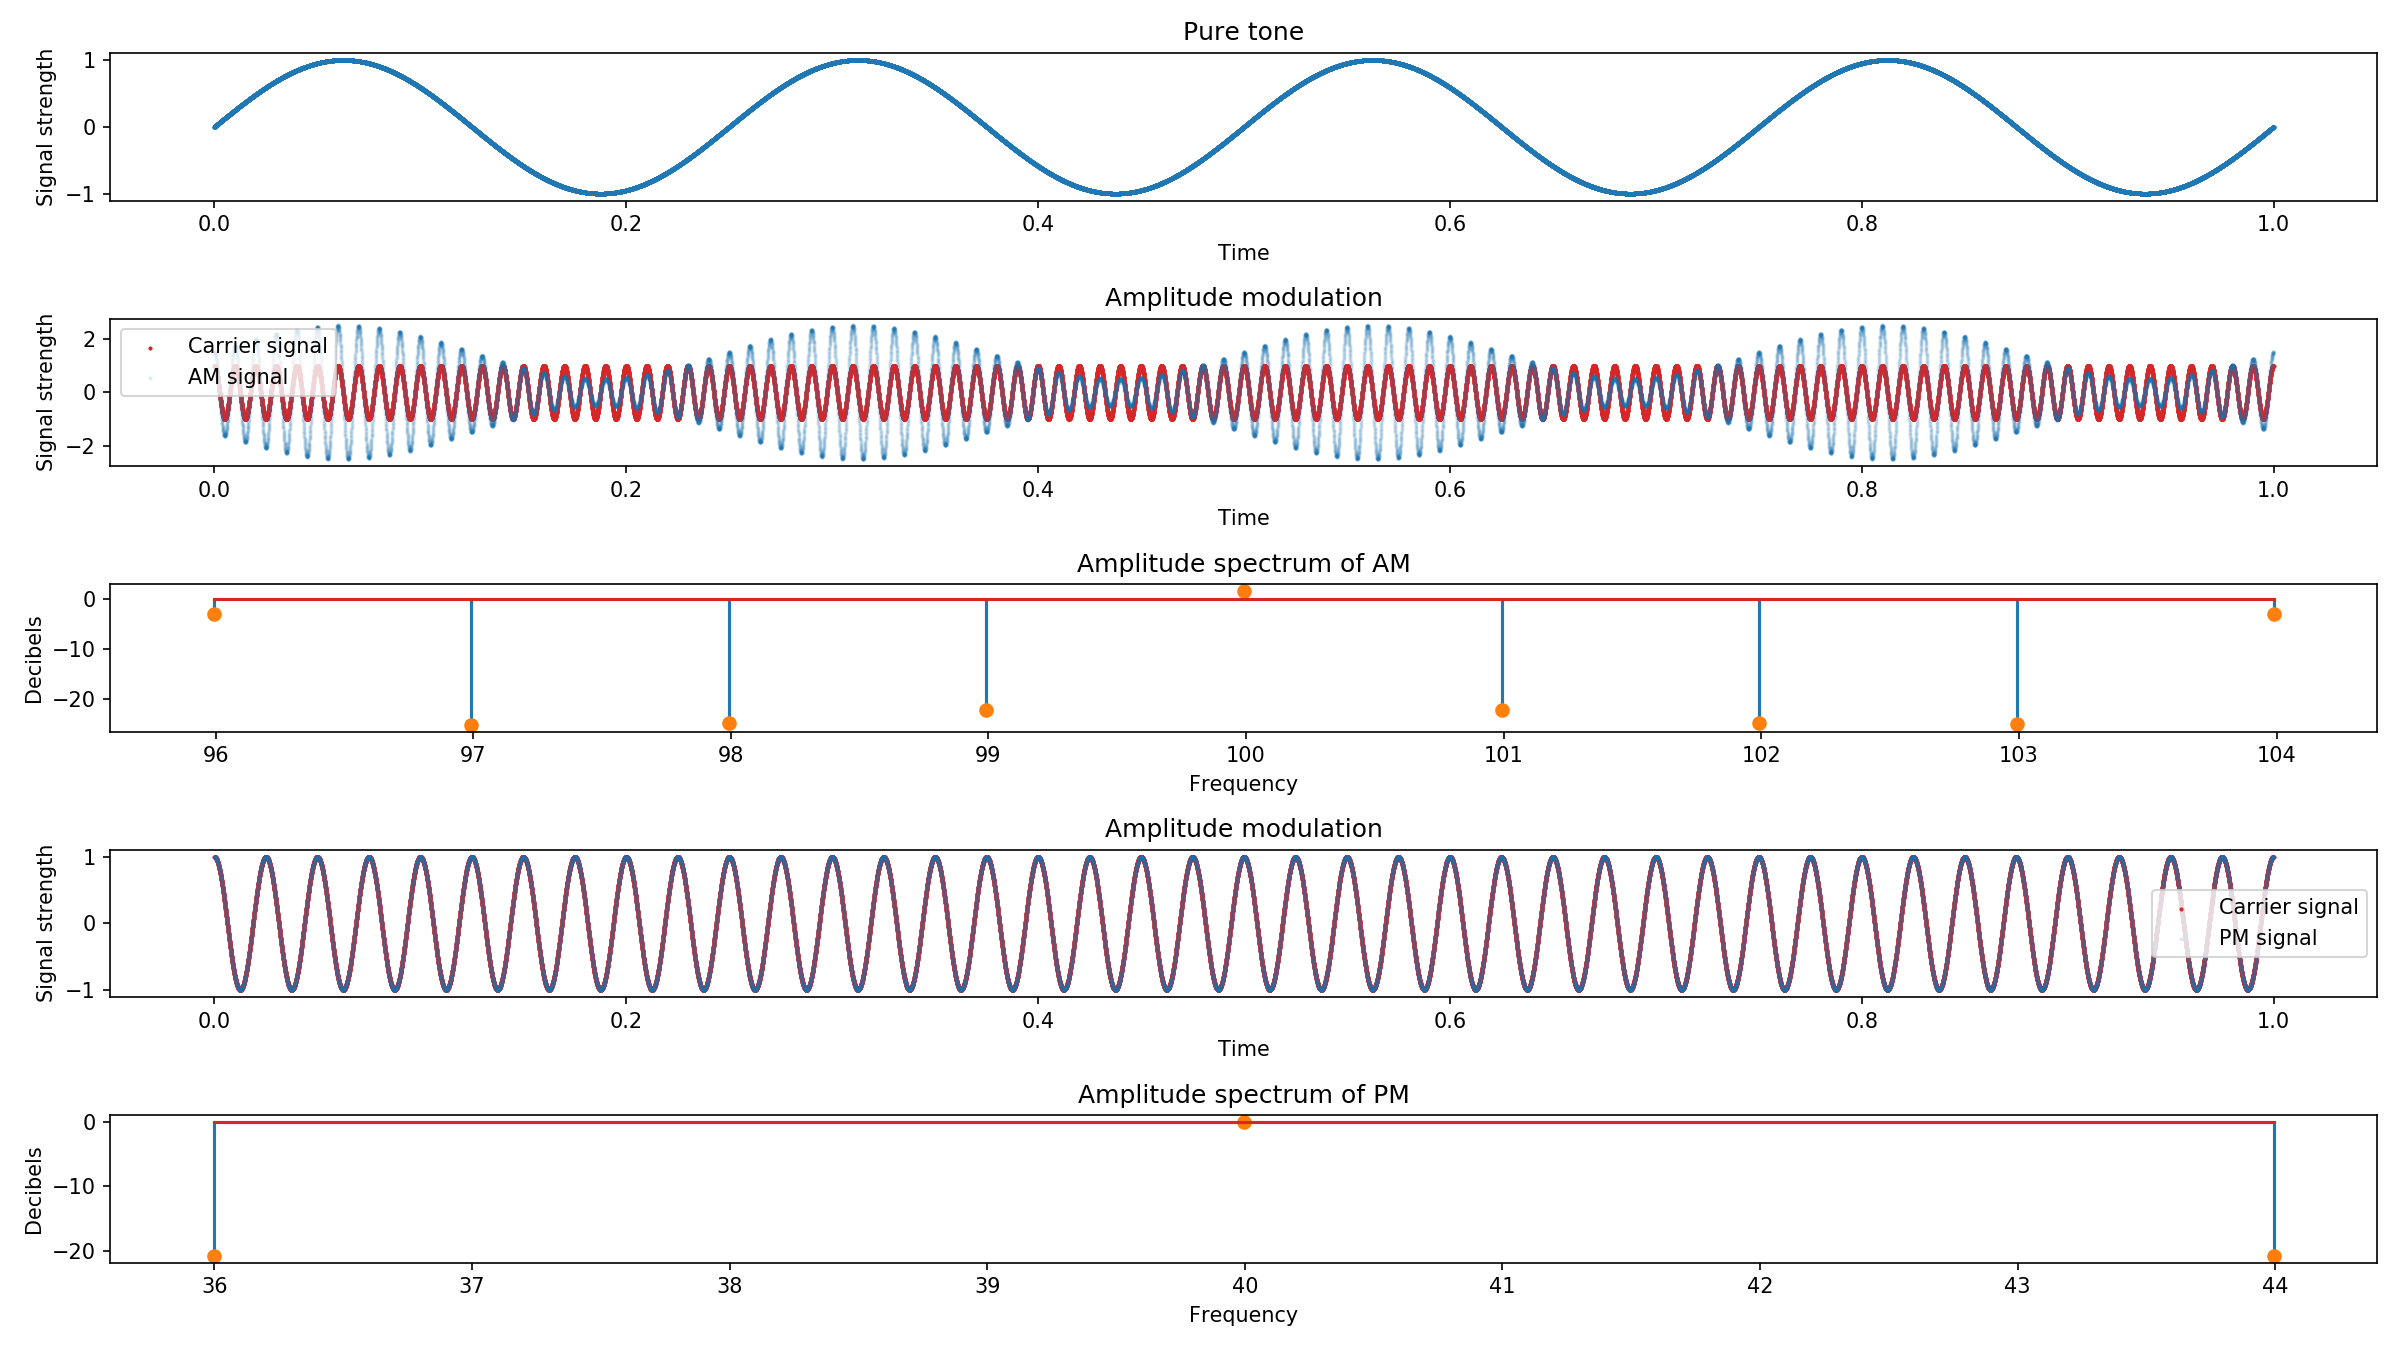 Pure tone
Signal strength
1
0
−1
0.0 0.2 0.4 0.6 0.8 1.0
Time
Amplitude modulation
Signal strength
2
0
−2
Carrier signal
AM signal
0.0 0.2 0.4 0.6 0.8 1.0
Time
Amplitude spectrum of AM
Decibels
0
−10
−20
96 97 98 99 100 101 102 103 104
Frequency
Amplitude modulation
Signal strength
1
0
−1
Carrier signal
PM signal
0.0 0.2 0.4 0.6 0.8 1.0
Time
Amplitude spectrum of PM
Decibels
0
−10
−20
36 37 38 39 40 41 42 43 44
Frequency